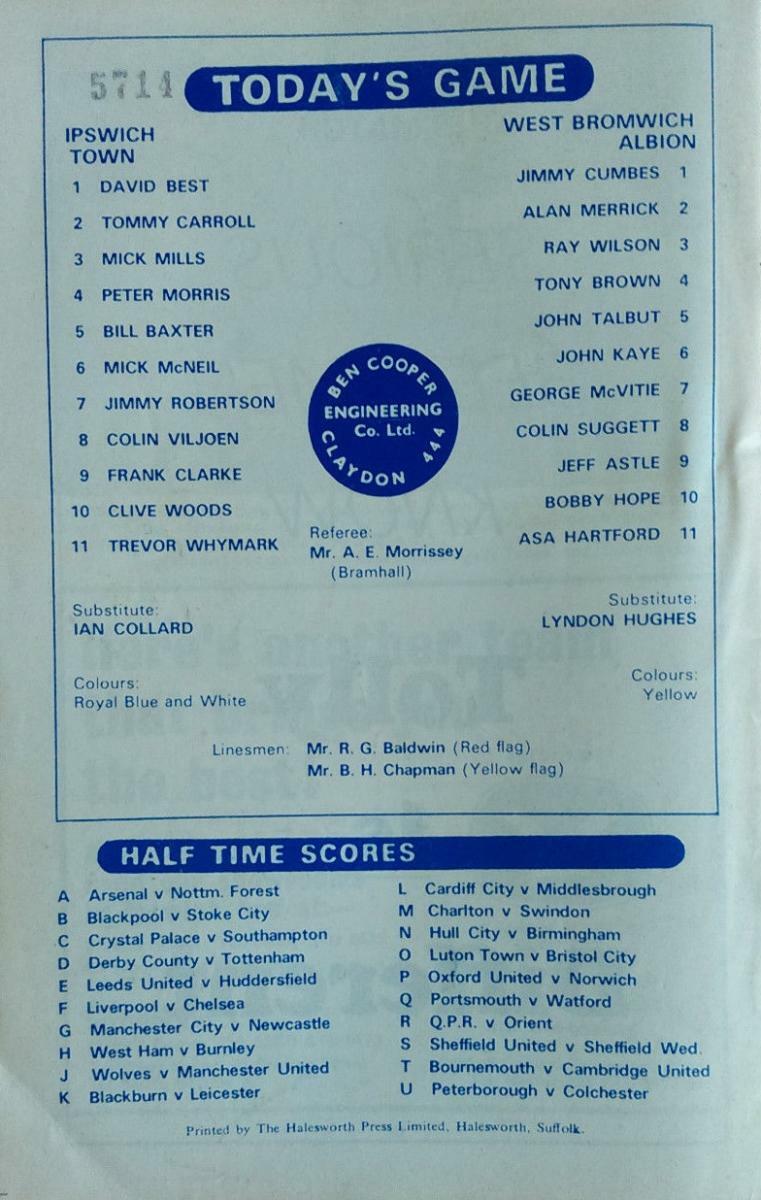 5714
TODAY'S GAME
IPSWICH
TOWN
1 DAVID BEST
2 TOMMY CARROLL
3 MICK MILLS
4 PETER MORRIS
5 BILL BAXTER
6 MICK McNEIL
7 JIMMY ROBERTSON
8 COLIN VILJOEN
9 FRANK CLARKE
10 CLIVE WOODS
11 TREVOR WHYMARK
Substitute:
IAN COLLARD
Colours:
Royal Blue and White
BEN COOPER
ENGINEERING
Co. Ltd.
CLAYDON 444
Referee:
Mr. A. E. Morrissey
(Bramhall)
WEST BROMWICH
ALBION
JIMMY CUMBES 1
ALAN MERRICK 2
RAY WILSON 3
TONY BROWN 4
JOHN TALBUT 5
JOHN KAYE 6
GEORGE McVITIE 7
COLIN SUGGETT 8
JEFF ASTLE 9
BOBBY HOPE 10
ASA HARTFORD 11
Substitute:
LYNDON HUGHES
Colours:
Yellow
Linesmen: Mr. R. G. Baldwin (Red flag)
Mr. B. H. Chapman (Yellow flag)
HALF TIME SCORES
A Arsenal v Nottm. Forest
B Blackpool v Stoke City
C Crystal Palace v Southampton
D Derby County v Tottenham
E Leeds United v Huddersfield
F Liverpool v Chelsea
G Manchester City v Newcastle
H West Ham v Burnley
J Wolves v Manchester United
K Blackburn v Leicester
L Cardiff City v Middlesbrough
M Charlton v Swindon
N Hull City v Birmingham
O Luton Town v Bristol City
P Oxford United v Norwich
Q Portsmouth v Watford
R Q.P.R. v Orient
S Sheffield United v Sheffield Wed.
T Bournemouth v Cambridge United
U Peterborough v Colchester
Printed by The Halesworth Press Limited, Halesworth, Suffolk.